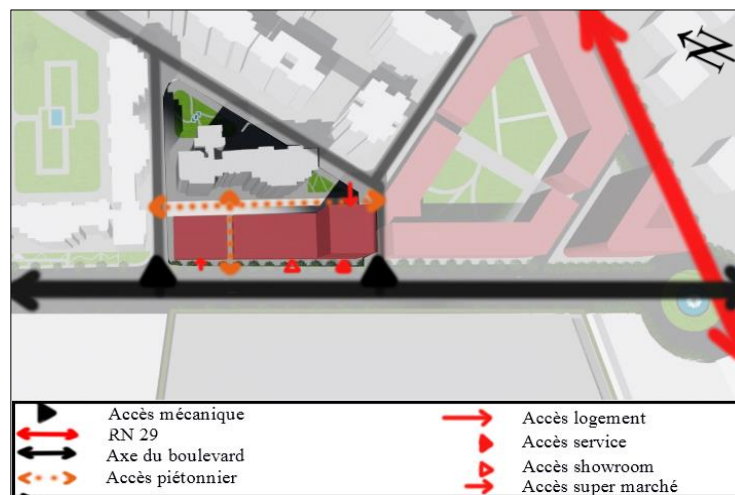 N
Accès mécanique
RN 29
Axe du boulevard
Accès piétonnier
Accès logement
Accès service
Accès showroom
Accès super marché